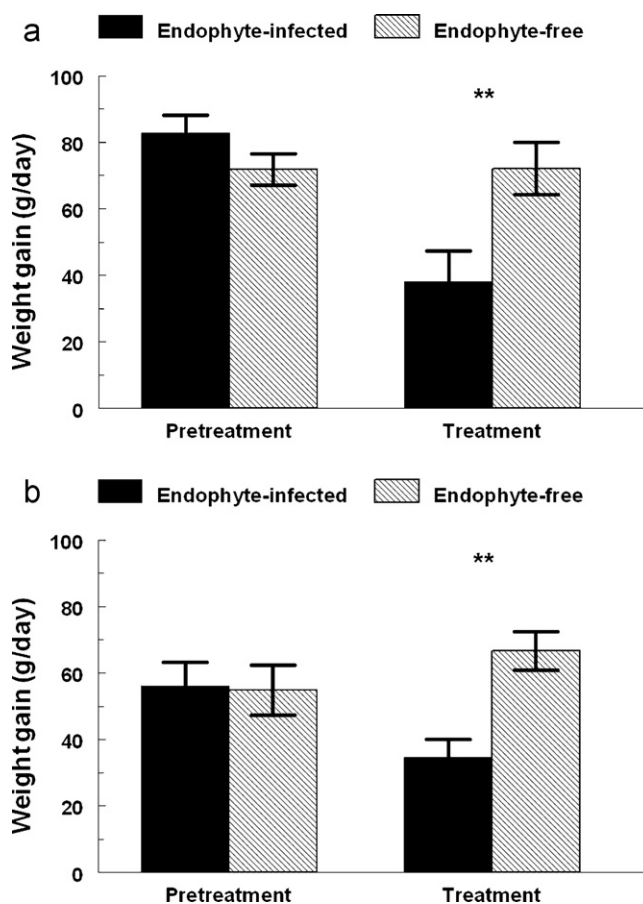 a
Endophyte-infected Endophyte-free
Weight gain (g/day)
100
80
60
40
20
0
**
Pretreatment Treatment
b
Endophyte-infected Endophyte-free
Weight gain (g/day)
100
80
60
40
20
0
**
Pretreatment Treatment